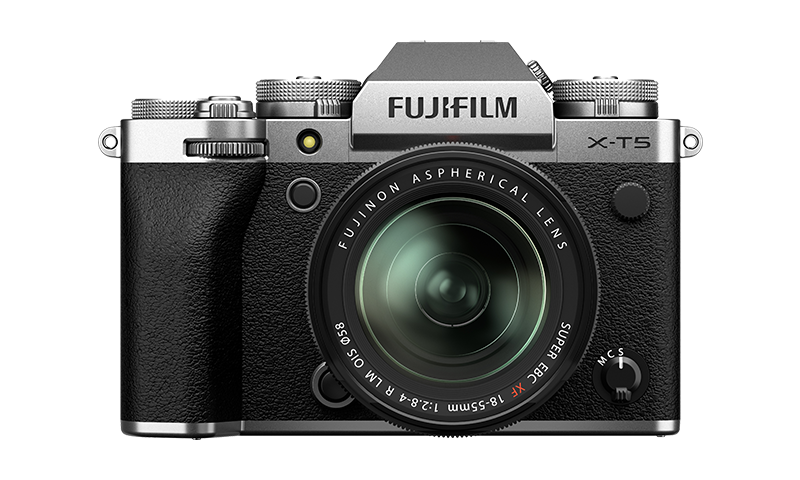 FUJIFILM
X-T5
FUJINON ASPHERICAL LENS
SUPER EBC XF 18-55mm 1:2.8-4 R LM OIS Ø58
M C S